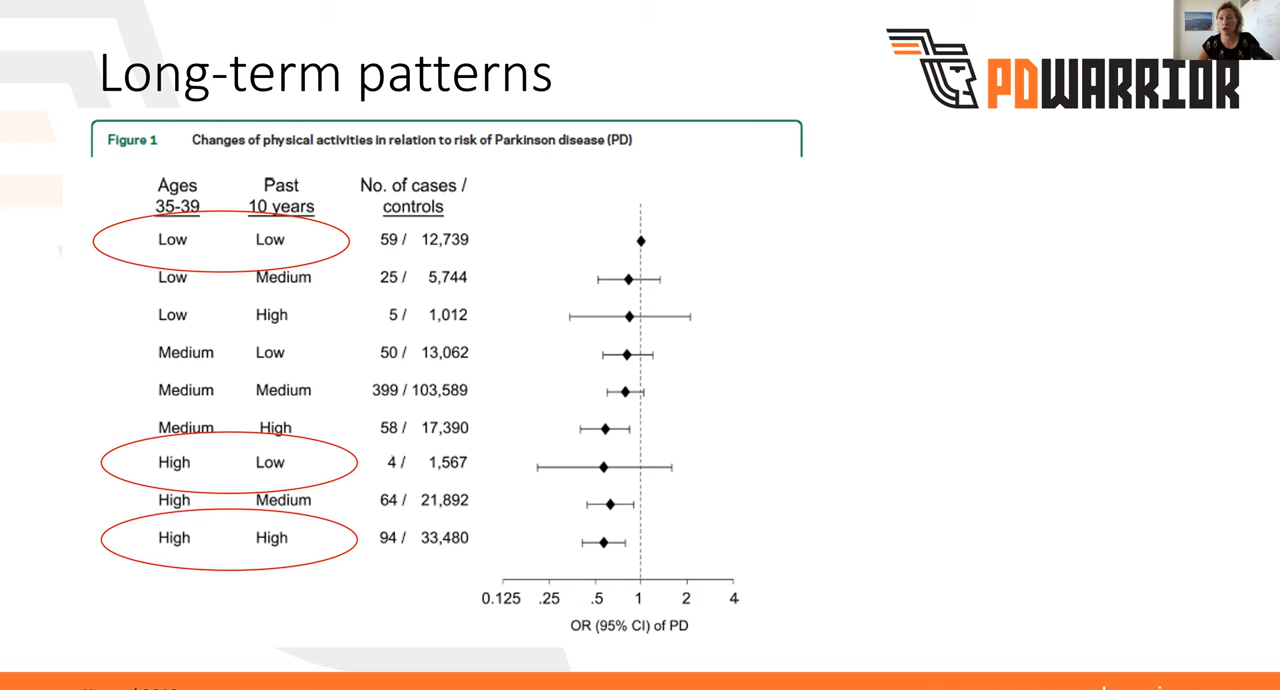 Long-term patterns
PDWARRIOR
Figure 1 Changes of physical activities in relation to risk of Parkinson disease (PD)
Ages Past No. of cases /
35-39 10 years controls
Low Low 59 / 12,739
Low Medium 25 / 5,744
Low High 5 / 1,012
Medium Low 50 / 13,062
Medium Medium 399 / 103,589
Medium High 58 / 17,390
High Low 4 / 1,567
High Medium 64 / 21,892
High High 94 / 33,480
0.125 .25 .5 1 2 4
OR (95% CI) of PD